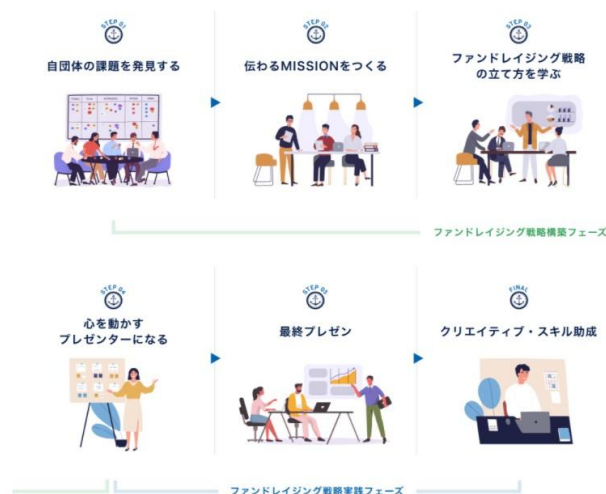 STEP 01
自団体の課題を発見する
STEP 02
伝わるMISSIONをつくる
STEP 03
ファンドレイジング戦略
の立て方を学ぶ
ファンドレイジング戦略構築フェーズ
STEP 04
心を動かす
プレゼンターになる
STEP 05
最終プレゼン
FINAL
クリエイティブ・スキル助成
ファンドレイジング戦略実践フェーズ